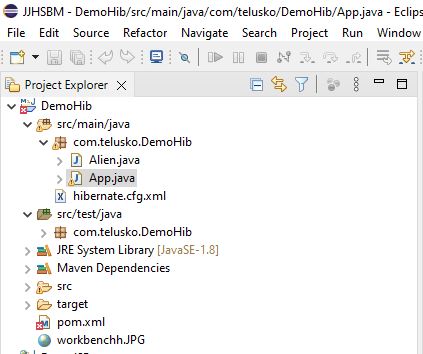 JJHSBM - DemoHib/src/main/java/com/telusko/DemoHib/App.java - Eclips
File Edit Source Refactor Navigate Search Project Run Window
Project Explorer
DemoHib
src/main/java
com.telusko.DemoHib
Alien.java
App.java
hibernate.cfg.xml
src/test/java
com.telusko.DemoHib
JRE System Library [JavaSE-1.8]
Maven Dependencies
src
target
pom.xml
workbenchh.JPG